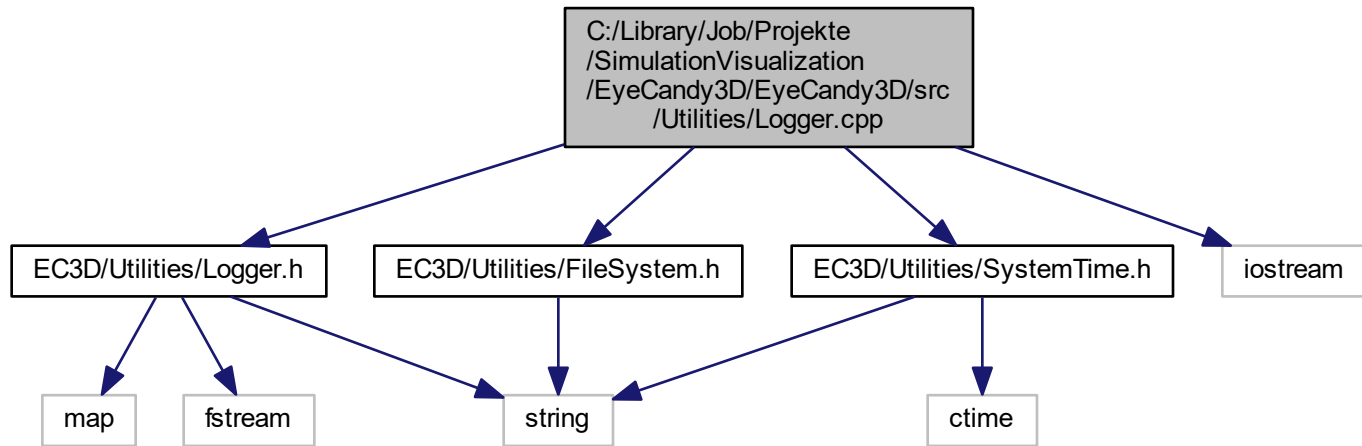 C:/Library/Job/Projekte
/SimulationVisualization
/EyeCandy3D/EyeCandy3D/src
/Utilities/Logger.cpp
EC3D/Utilities/Logger.h
EC3D/Utilities/FileSystem.h
EC3D/Utilities/SystemTime.h
iostream
map
fstream
string
ctime